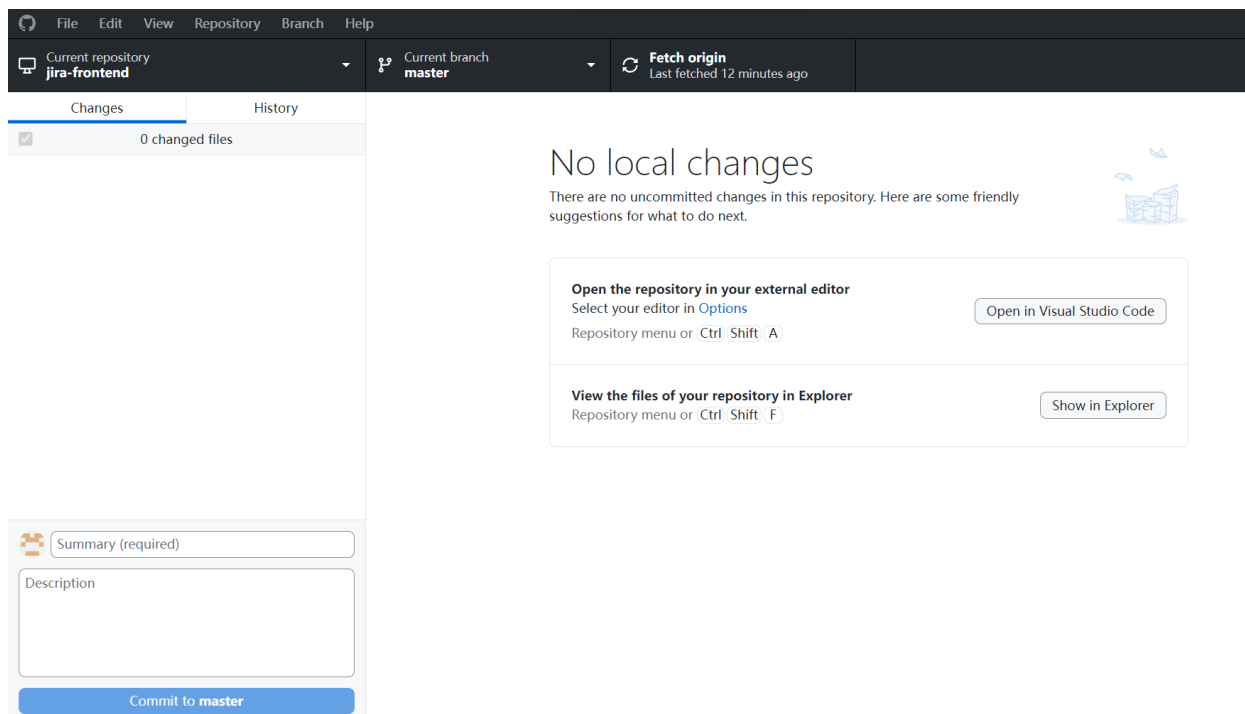 File Edit View Repository Branch Help
Current repository
jira-frontend
Current branch
master
Fetch origin
Last fetched 12 minutes ago
Changes History
0 changed files
No local changes
There are no uncommitted changes in this repository. Here are some friendly
suggestions for what to do next.
Open the repository in your external editor
Select your editor in Options
Repository menu or Ctrl Shift A
Open in Visual Studio Code
View the files of your repository in Explorer
Repository menu or Ctrl Shift F
Show in Explorer
Summary (required)
Description
Commit to master